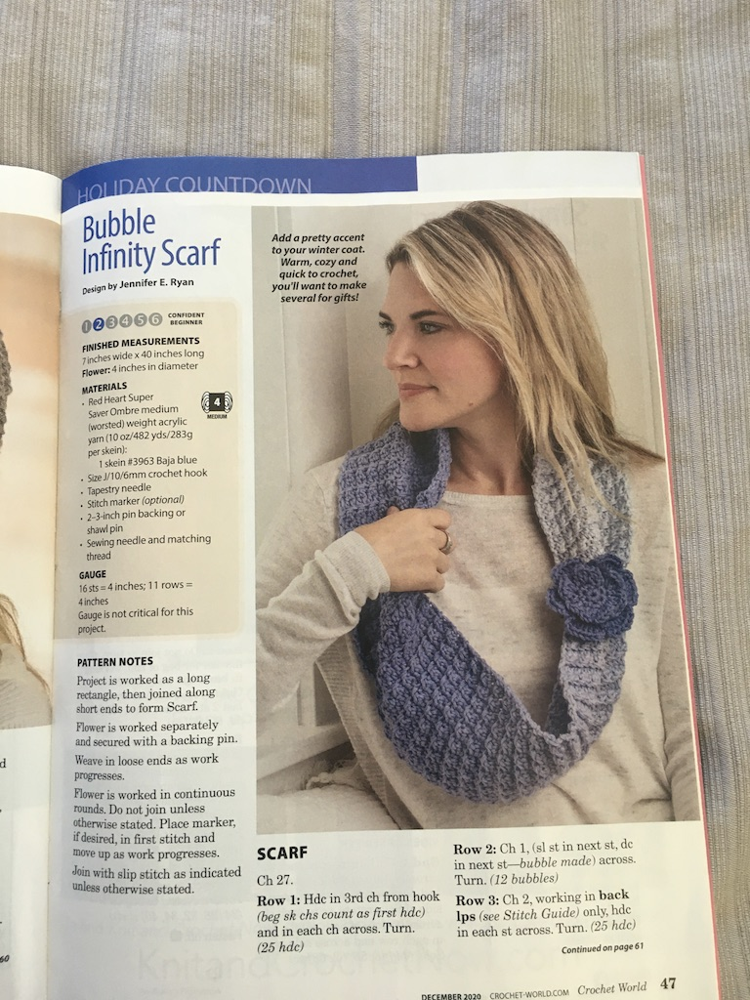 HOLIDAY COUNTDOWN
Bubble
Infinity Scarf
Design by Jennifer E. Ryan
1 2 3 4 5 6 CONFIDENT
BEGINNER
FINISHED MEASUREMENTS
7 inches wide x 40 inches long
Flower: 4 inches in diameter
MATERIALS
• Red Heart Super
Saver Ombre medium
(worsted) weight acrylic
yarn (10 oz/482 yds/283g
per skein):
1 skein #3963 Baja blue
• Size J/10/6mm crochet hook
• Tapestry needle
• Stitch marker (optional)
• 2–3-inch pin backing or
shawl pin
• Sewing needle and matching
thread
4
MEDIUM
GAUGE
16 sts = 4 inches; 11 rows =
4 inches
Gauge is not critical for this
project.
PATTERN NOTES
Project is worked as a long
rectangle, then joined along
short ends to form Scarf.
Flower is worked separately
and secured with a backing pin.
Weave in loose ends as work
progresses.
Flower is worked in continuous
rounds. Do not join unless
otherwise stated. Place marker,
if desired, in first stitch and
move up as work progresses.
Join with slip stitch as indicated
unless otherwise stated.
Add a pretty accent
to your winter coat.
Warm, cozy and
quick to crochet,
you'll want to make
several for gifts!
SCARF
Ch 27.
Row 1: Hdc in 3rd ch from hook
(beg sk chs count as first hdc)
and in each ch across. Turn.
(25 hdc)
Row 2: Ch 1, (sl st in next st, dc
in next st—bubble made) across.
Turn. (12 bubbles)
Row 3: Ch 2, working in back
lps (see Stitch Guide) only, hdc
in each st across. Turn. (25 hdc)
Continued on page 61
DECEMBER 2020 CROCHET-WORLD.COM Crochet World 47
d
60